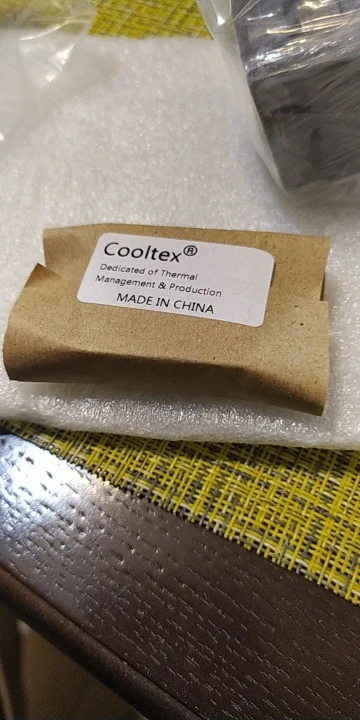 Cooltex®
Dedicated of Thermal
Management & Production
MADE IN CHINA